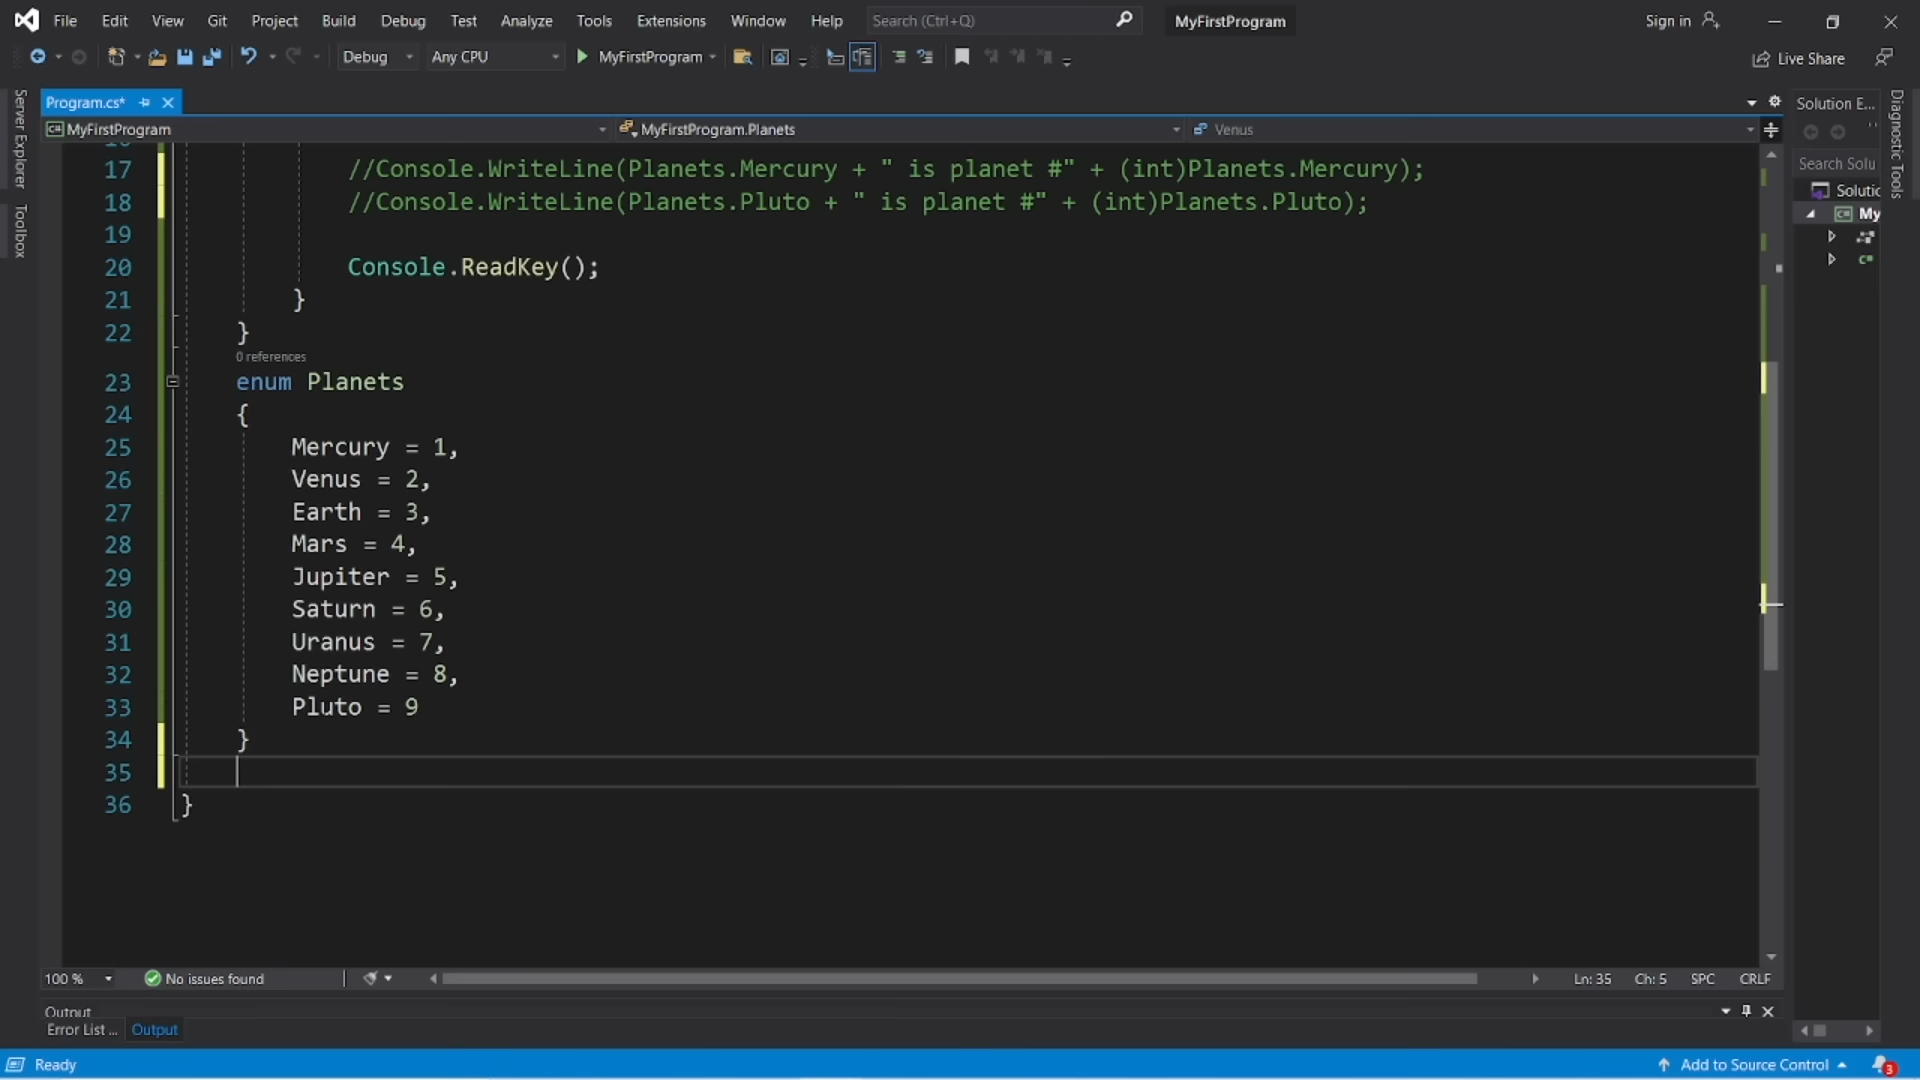 File Edit View Git Project Build Debug Test Analyze Tools Extensions Window Help Search (Ctrl+Q) MyFirstProgram Sign in
Debug Any CPU MyFirstProgram Live Share
Program.cs* Solution E...
MyFirstProgram MyFirstProgram.Planets Venus
Server Explorer
Toolbox
Diagnostic Tools
Search Solu
Solutic
My
17 //Console.WriteLine(Planets.Mercury + " is planet #" + (int)Planets.Mercury);
18 //Console.WriteLine(Planets.Pluto + " is planet #" + (int)Planets.Pluto);
19
20 Console.ReadKey();
21 }
22 }
0 references
23 enum Planets
24 {
25 Mercury = 1,
26 Venus = 2,
27 Earth = 3,
28 Mars = 4,
29 Jupiter = 5,
30 Saturn = 6,
31 Uranus = 7,
32 Neptune = 8,
33 Pluto = 9
34 }
35
36 }
100 % No issues found Ln: 35 Ch: 5 SPC CRLF
Output
Error List ... Output
Ready Add to Source Control 3